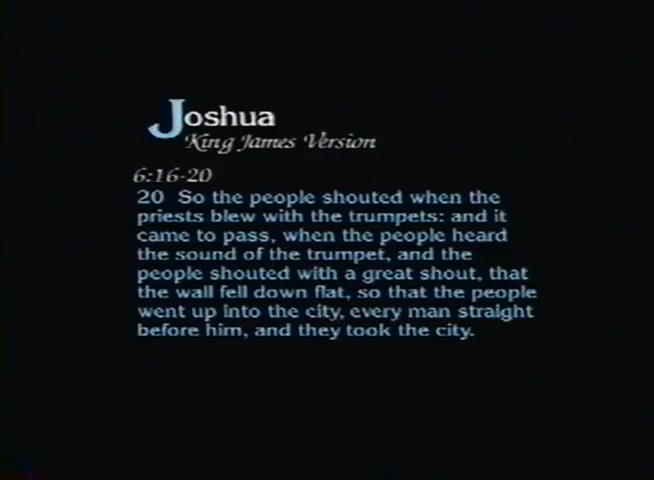 Joshua
King James Version
6:16-20
20 So the people shouted when the
priests blew with the trumpets: and it
came to pass, when the people heard
the sound of the trumpet, and the
people shouted with a great shout, that
the wall fell down flat, so that the people
went up into the city, every man straight
before him, and they took the city.